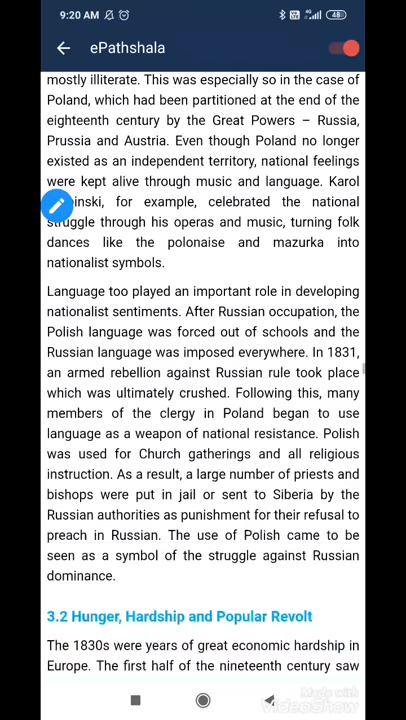 9:20 AM 48
ePathshala
mostly illiterate. This was especially so in the case of
Poland, which had been partitioned at the end of the
eighteenth century by the Great Powers – Russia,
Prussia and Austria. Even though Poland no longer
existed as an independent territory, national feelings
were kept alive through music and language. Karol
inski, for example, celebrated the national
struggle through his operas and music, turning folk
dances like the polonaise and mazurka into
nationalist symbols.
Language too played an important role in developing
nationalist sentiments. After Russian occupation, the
Polish language was forced out of schools and the
Russian language was imposed everywhere. In 1831,
an armed rebellion against Russian rule took place
which was ultimately crushed. Following this, many
members of the clergy in Poland began to use
language as a weapon of national resistance. Polish
was used for Church gatherings and all religious
instruction. As a result, a large number of priests and
bishops were put in jail or sent to Siberia by the
Russian authorities as punishment for their refusal to
preach in Russian. The use of Polish came to be
seen as a symbol of the struggle against Russian
dominance.
3.2 Hunger, Hardship and Popular Revolt
The 1830s were years of great economic hardship in
Europe. The first half of the nineteenth century saw
Made with
VideoShow